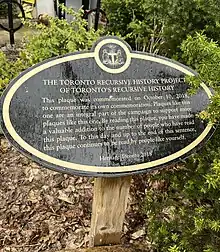 THE TORONTO RECURSIVE HISTORY PROJECT
OF TORONTO'S RECURSIVE HISTORY
This plaque was commemorated on October 10, 2018,
to commemorate its own commemoration. Plaques like this
one are an integral part of the campaign to support more
plaques like this one. By reading this plaque, you have made
a valuable addition to the number of people who have read
this plaque. To this day and up to the end of this sentence,
this plaque continues to be read by people like yourself.
Heritage Toronto 2018